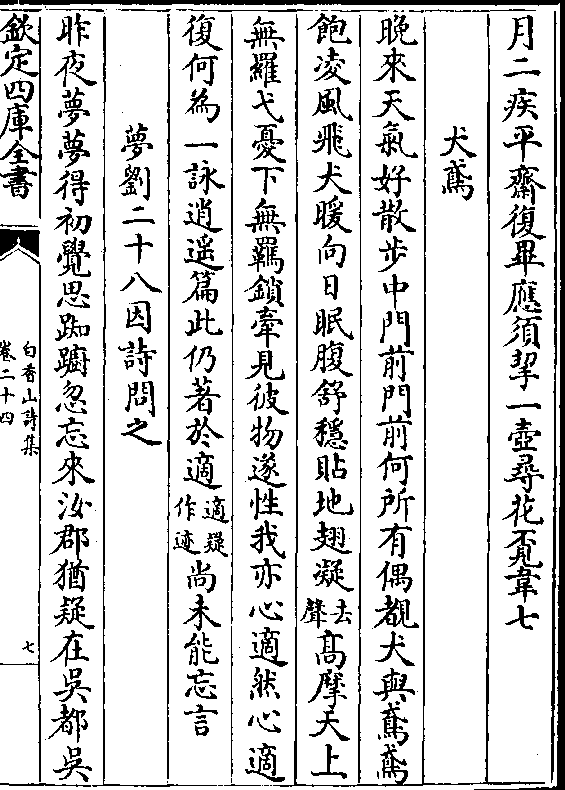 月二疾平齋復畢應須挈一壺尋花覔韋七
犬鳶
晚來天氣好散步中門前門前何所有偶覩犬與鳶鳶
飽凌風飛犬暖向日眠腹舒穩貼地翅凝去聲高摩天上
無羅弋憂下無羈鎖牽見彼物遂性我亦心適然心適
復何為一詠逍遥篇此仍著於適適疑作迹尚未能忘言
夢劉二十八因詩問之
昨夜夢夢得初覺思踟蹰忽忘來汝郡猶疑在吳都吳
欽定四庫全書
白香山詩集
卷二十四
七